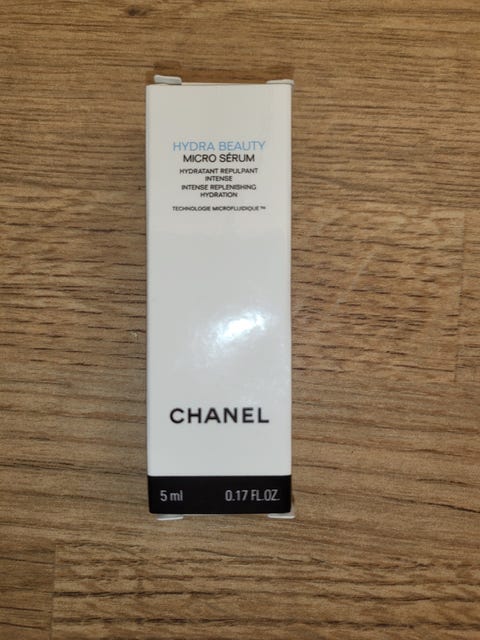 HYDRA BEAUTY
MICRO SÉRUM
HYDRATANT REPULPANT
INTENSE
INTENSE REPLENISHING
HYDRATION
TECHNOLOGIE MICROFLUIDIQUE™
CHANEL
5 ml 0.17 FL.OZ.